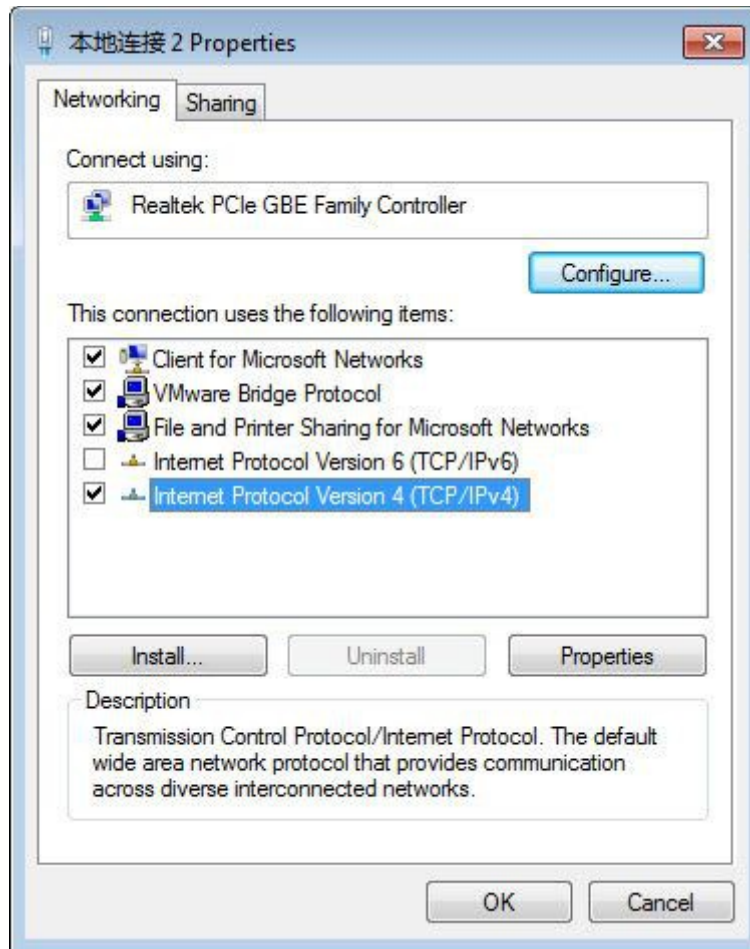 本地连接 2 Properties
Networking
Sharing
Connect using:
Realtek PCIe GBE Family Controller
Configure...
This connection uses the following items:
Client for Microsoft Networks
VMware Bridge Protocol
File and Printer Sharing for Microsoft Networks
Internet Protocol Version 6 (TCP/IPv6)
Internet Protocol Version 4 (TCP/IPv4)
Install...
Uninstall
Properties
Description
Transmission Control Protocol/Internet Protocol. The default
wide area network protocol that provides communication
across diverse interconnected networks.
OK
Cancel